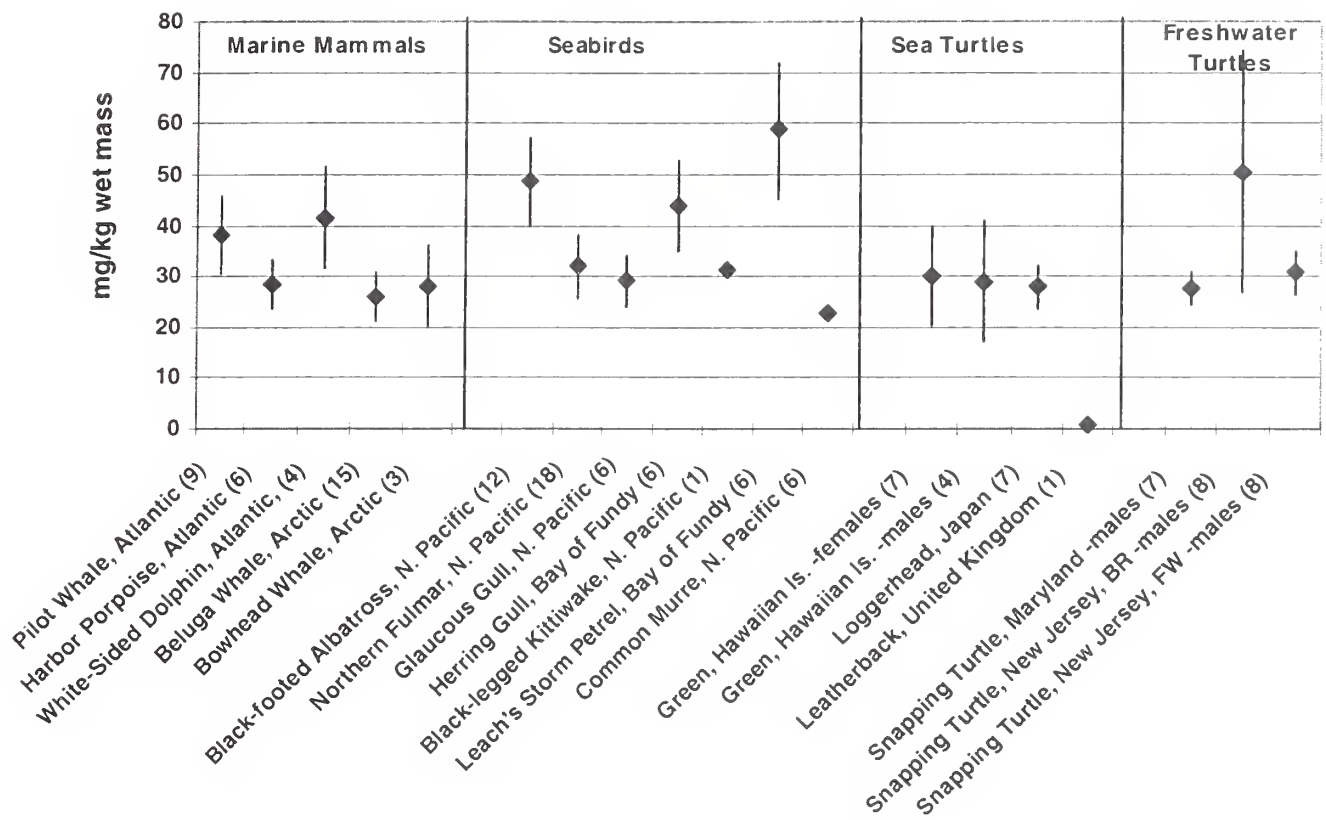 Marine Mammals
Seabirds
Sea Turtles
Freshwater
Turtles
mg/kg wet mass
80
70
60
50
40
30
20
10
0
Pilot Whale, Atlantic (9)
Harbor Porpoise, Atlantic (6)
White-Sided Dolphin, Atlantic, (4)
Beluga Whale, Arctic (15)
Bowhead Whale, Arctic (3)
Black-footed Albatross, N. Pacific (12)
Northern Fulmar, N. Pacific (18)
Glaucous Gull, N. Pacific (6)
Herring Gull, Bay of Fundy (6)
Black-legged Kittiwake, N. Pacific (1)
Leach's Storm Petrel, Bay of Fundy (6)
Common Murre, N. Pacific (6)
Green, Hawaiian Is. -females (7)
Green, Hawaiian Is. -males (4)
Loggerhead, Japan (7)
Leatherback, United Kingdom (1)
Snapping Turtle, Maryland -males (7)
Snapping Turtle, New Jersey, BR -males (8)
Snapping Turtle, New Jersey, FW -males (8)